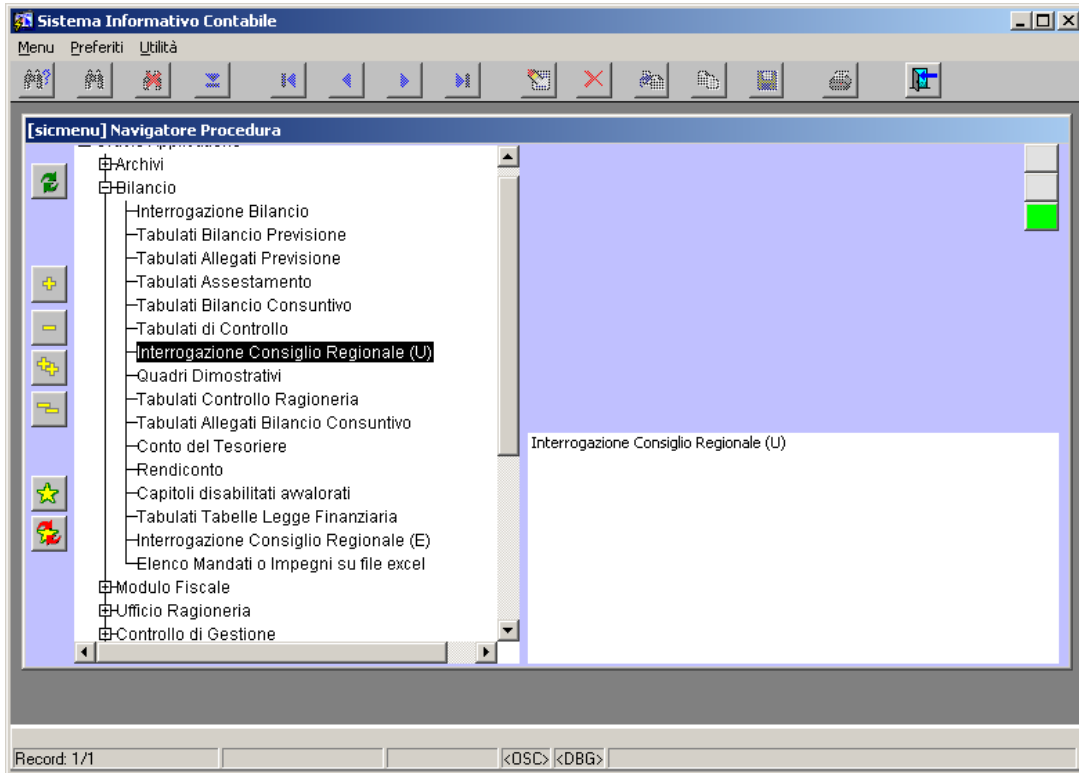 Sistema Informativo Contabile
Menu Preferiti Utilità
[sicmenu] Navigatore Procedura
Archivi
Bilancio
Interrogazione Bilancio
Tabulati Bilancio Previsione
Tabulati Allegati Previsione
Tabulati Assestamento
Tabulati Bilancio Consuntivo
Tabulati di Controllo
Interrogazione Consiglio Regionale (U)
Quadri Dimostrativi
Tabulati Controllo Ragioneria
Tabulati Allegati Bilancio Consuntivo
Conto del Tesoriere
Rendiconto
Capitoli disabilitati avvalorati
Tabulati Tabelle Legge Finanziaria
Interrogazione Consiglio Regionale (E)
Elenco Mandati o Impegni su file excel
Modulo Fiscale
Ufficio Ragioneria
Controllo di Gestione
Interrogazione Consiglio Regionale (U)
Record: 1/1 <OSC> <DBG>